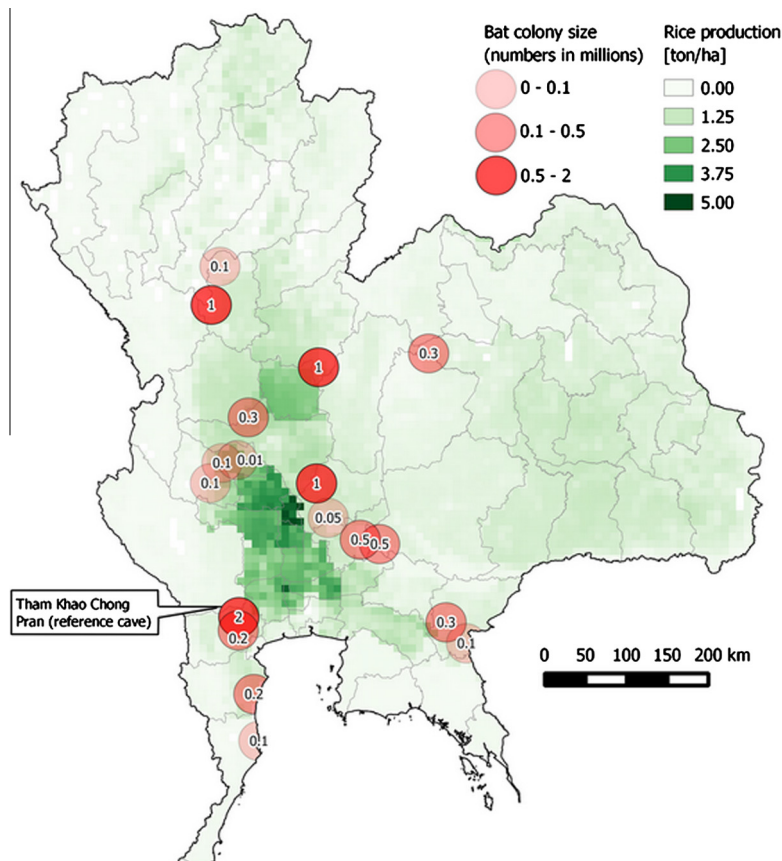 Bat colony size
(numbers in millions)
0 - 0.1
0.1 - 0.5
0.5 - 2
Rice production
[ton/ha]
0.00
1.25
2.50
3.75
5.00
0.1
1
1
0.3
0.3
0.1
0.01
0.1
1
0.05
0.5
0.5
Tham Khao Chong
Pran (reference cave)
2
0.2
0.3
0.1
0 50 100 150 200 km
0.2
0.1